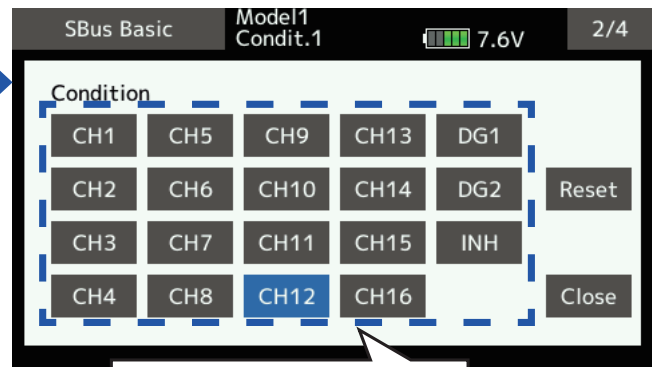 SBus Basic Model1 Condit.1 7.6V 2/4
Condition
CH1 CH5 CH9 CH13 DG1
CH2 CH6 CH10 CH14 DG2 Reset
CH3 CH7 CH11 CH15 INH
CH4 CH8 CH12 CH16 Close